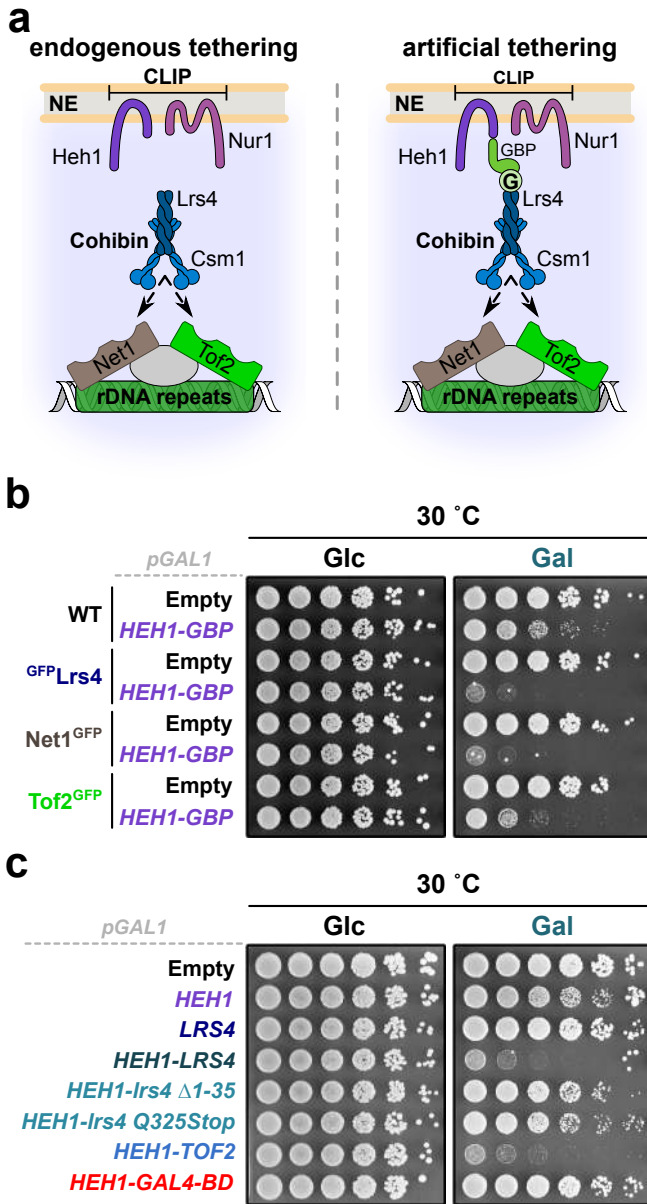 a
endogenous tethering
CLIP
NE
Heh1
Nur1
Lrs4
Cohibin
Csm1
Net1
Tof2
rDNA repeats
artificial tethering
CLIP
NE
Heh1
GBP
Nur1
G
Lrs4
Cohibin
Csm1
Net1
Tof2
rDNA repeats
b
30 ˚C
pGAL1
Glc
Gal
WT
Empty
HEH1-GBP
GFPLrs4
Empty
HEH1-GBP
Net1GFP
Empty
HEH1-GBP
Tof2GFP
Empty
HEH1-GBP
c
30 ˚C
pGAL1
Glc
Gal
Empty
HEH1
LRS4
HEH1-LRS4
HEH1-lrs4 Δ1-35
HEH1-lrs4 Q325Stop
HEH1-TOF2
HEH1-GAL4-BD